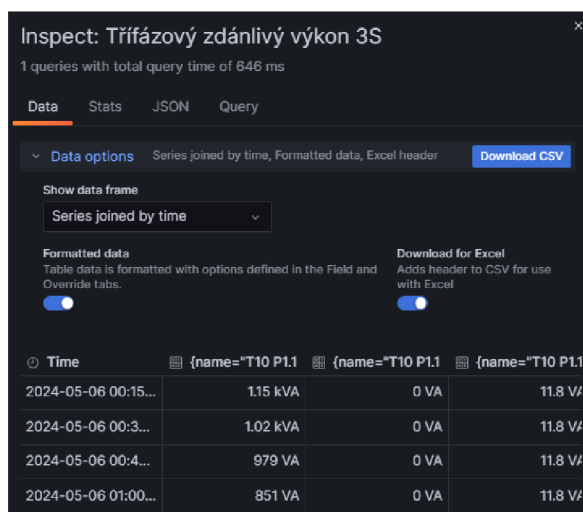 Inspect: Třífázový zdánlivý výkon 3S
1 queries with total query time of 646 ms
Data Stats JSON Query
Data options Series joined by time, Formatted data, Excel header Download CSV
Show data frame
Series joined by time
Formatted data Download for Excel
Table data is formatted with options defined in the Field and Adds header to CSV for use
Override tabs. with Excel
Time {name="T10 P1.1 {name="T10 P1.1 {name="T10 P1.1
2024-05-06 00:15... 1.15 kVA 0 VA 11.8 VA
2024-05-06 00:3... 1.02 kVA 0 VA 11.8 VA
2024-05-06 00:4... 979 VA 0 VA 11.8 VA
2024-05-06 01:00... 851 VA 0 VA 11.8 VA